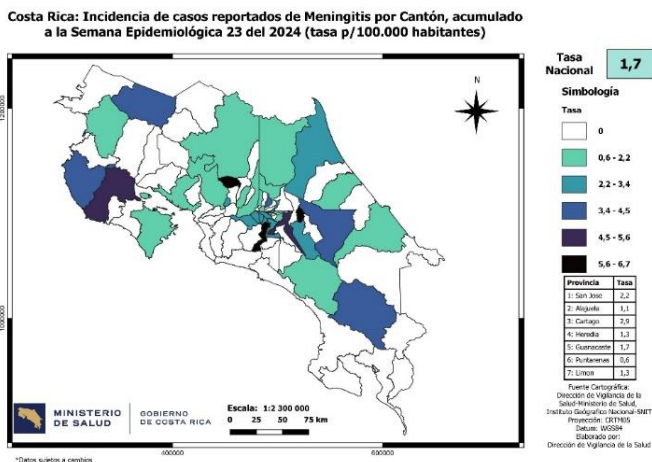 Costa Rica: Incidencia de casos reportados de Meningitis por Cantón, acumulado
a la Semana Epidemiológica 23 del 2024 (tasa p/100.000 habitantes)
Tasa
Nacional
1,7
Simbología
Tasa
0
0,6 - 2,2
2,2 - 3,4
3,4 - 4,5
4,5 - 5,6
5,6 - 6,7
Provincia Tasa
1: San Jose 2,2
2: Alajuela 1,1
3: Cartago 2,9
4: Heredia 1,3
5: Guanacaste 1,7
6: Puntarenas 0,6
7: Limon 1,3
Fuente Cartográfica:
Dirección de Vigilancia de la
Salud-Ministerio de Salud,
Instituto Geográfico Nacional-SNIT
Proyección: CRTM05
Datum: WGS84
Elaborado por:
Dirección de Vigilancia de la Salud
N
1200000
1000000
MINISTERIO
DE SALUD
GOBIERNO
DE COSTA RICA
Escala: 1:2 300 000
0 25 50 75 km
400000
600000
*Datos sujetos a cambios